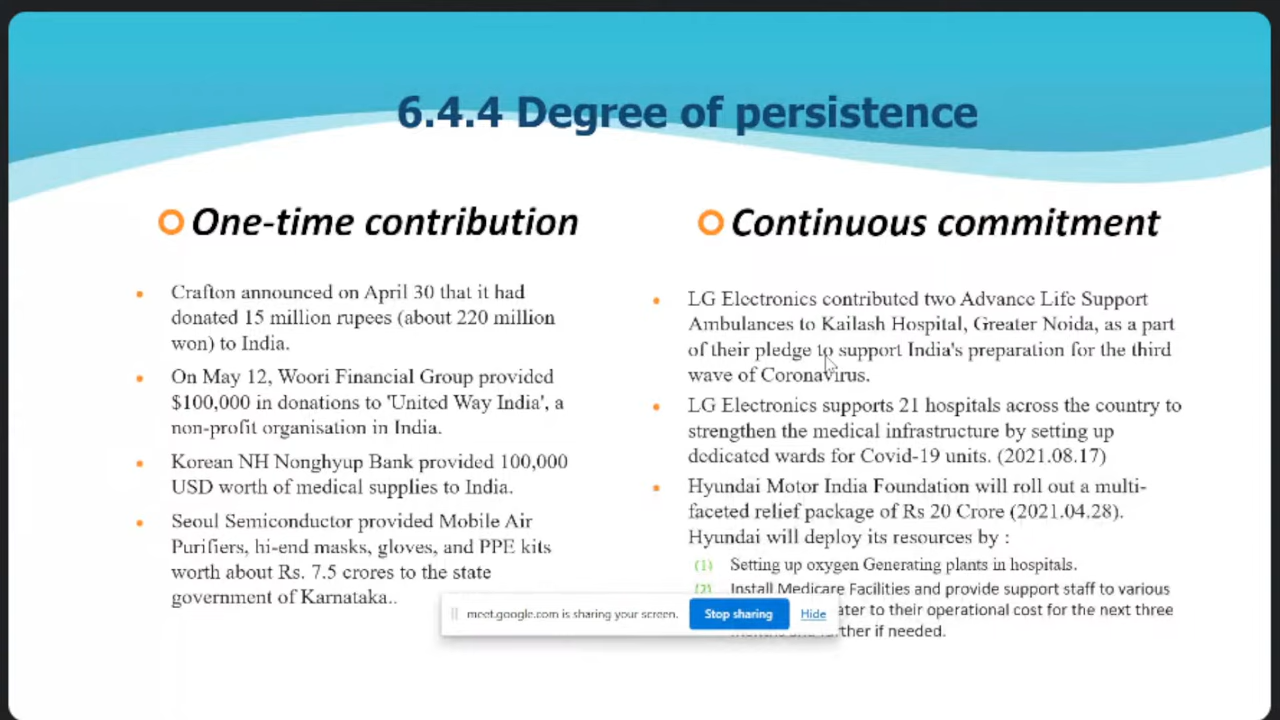 6.4.4 Degree of persistence
One-time contribution
Crafton announced on April 30 that it had
donated 15 million rupees (about 220 million
won) to India.
On May 12, Woori Financial Group provided
$100,000 in donations to 'United Way India', a
non-profit organisation in India.
Korean NH Nonghyup Bank provided 100,000
USD worth of medical supplies to India.
Seoul Semiconductor provided Mobile Air
Purifiers, hi-end masks, gloves, and PPE kits
worth about Rs. 7.5 crores to the state
government of Karnataka..
Continuous commitment
LG Electronics contributed two Advance Life Support
Ambulances to Kailash Hospital, Greater Noida, as a part
of their pledge to support India's preparation for the third
wave of Coronavirus.
LG Electronics supports 21 hospitals across the country to
strengthen the medical infrastructure by setting up
dedicated wards for Covid-19 units. (2021.08.17)
Hyundai Motor India Foundation will roll out a multi-
faceted relief package of Rs 20 Crore (2021.04.28).
Hyundai will deploy its resources by :
(1) Setting up oxygen Generating plants in hospitals.
(2) Install Medicare Facilities and provide support staff to various
to their operational cost for the next three
if needed.
meet.google.com is sharing your screen.
Stop sharing
Hide